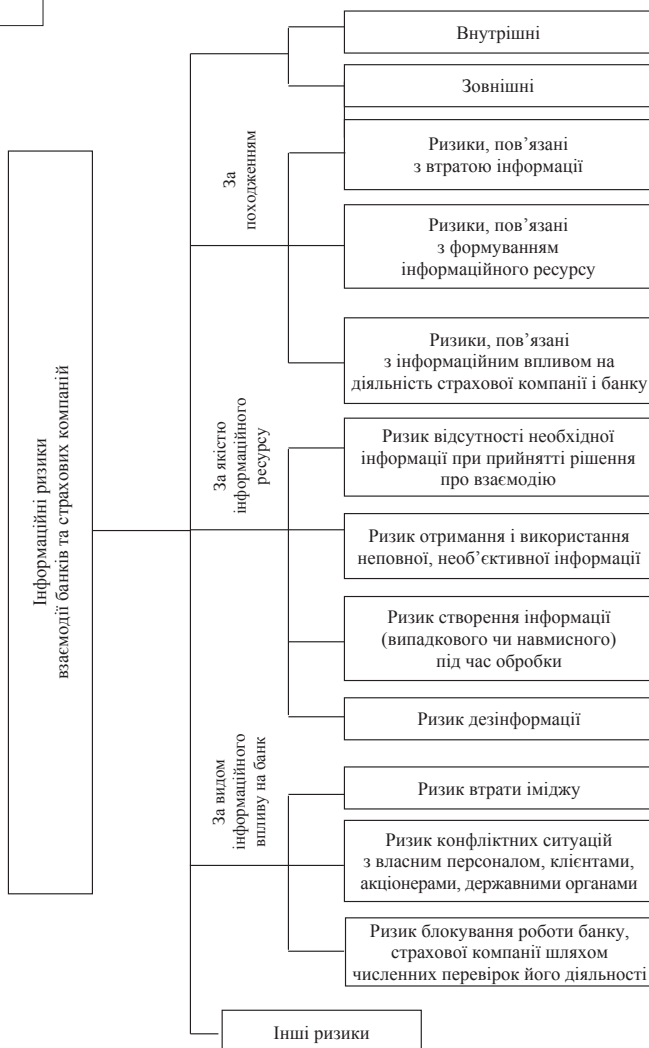 Інформаційні ризики
взаємодії банків та страхових компаній
За
походженням
Внутрішні
Зовнішні
Ризики, пов’язані
з втратою інформації
Ризики, пов’язані
з формуванням
інформаційного ресурсу
Ризики, пов’язані
з інформаційним впливом на
діяльність страхової компанії і банку
За якістю
інформаційного
ресурсу
Ризик відсутності необхідної
інформації при прийнятті рішення
про взаємодію
Ризик отримання і використання
неповної, необ’єктивної інформації
Ризик створення інформації
(випадкового чи навмисного)
під час обробки
Ризик дезінформації
За видом
інформаційного
впливу на банк
Ризик втрати іміджу
Ризик конфліктних ситуацій
з власним персоналом, клієнтами,
акціонерами, державними органами
Ризик блокування роботи банку,
страхової компанії шляхом
численних перевірок його діяльності
Інші ризики